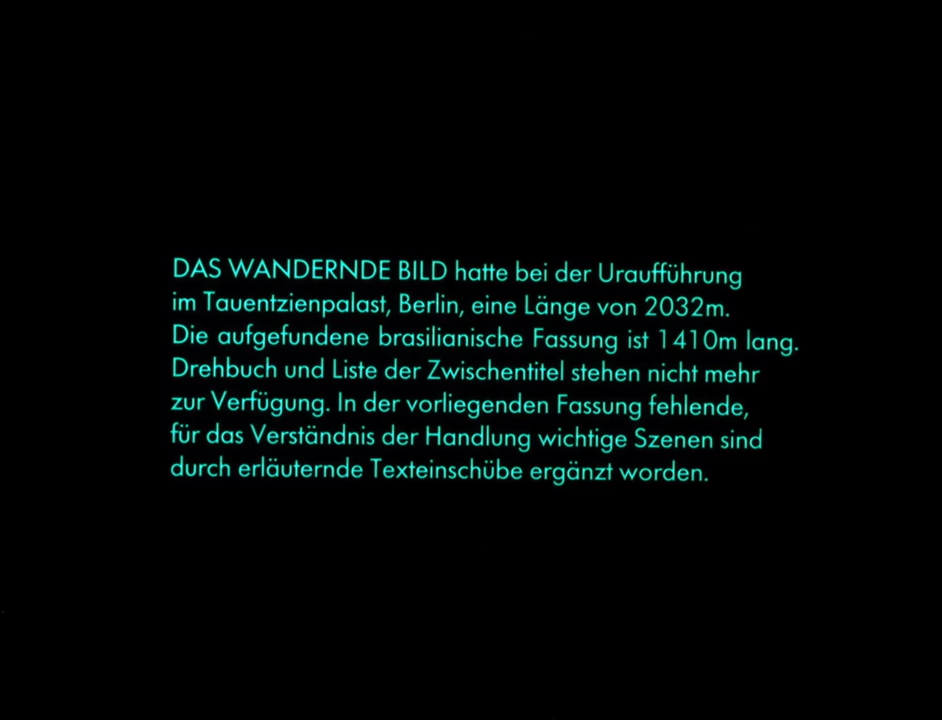 DAS WANDERNDE BILD hatte bei der Uraufführung
im Tauentzienpalast, Berlin, eine Länge von 2032m.
Die aufgefundene brasilianische Fassung ist 1410m lang.
Drehbuch und Liste der Zwischentitel stehen nicht mehr
zur Verfügung. In der vorliegenden Fassung fehlende,
für das Verständnis der Handlung wichtige Szenen sind
durch erläuternde Texteinschübe ergänzt worden.